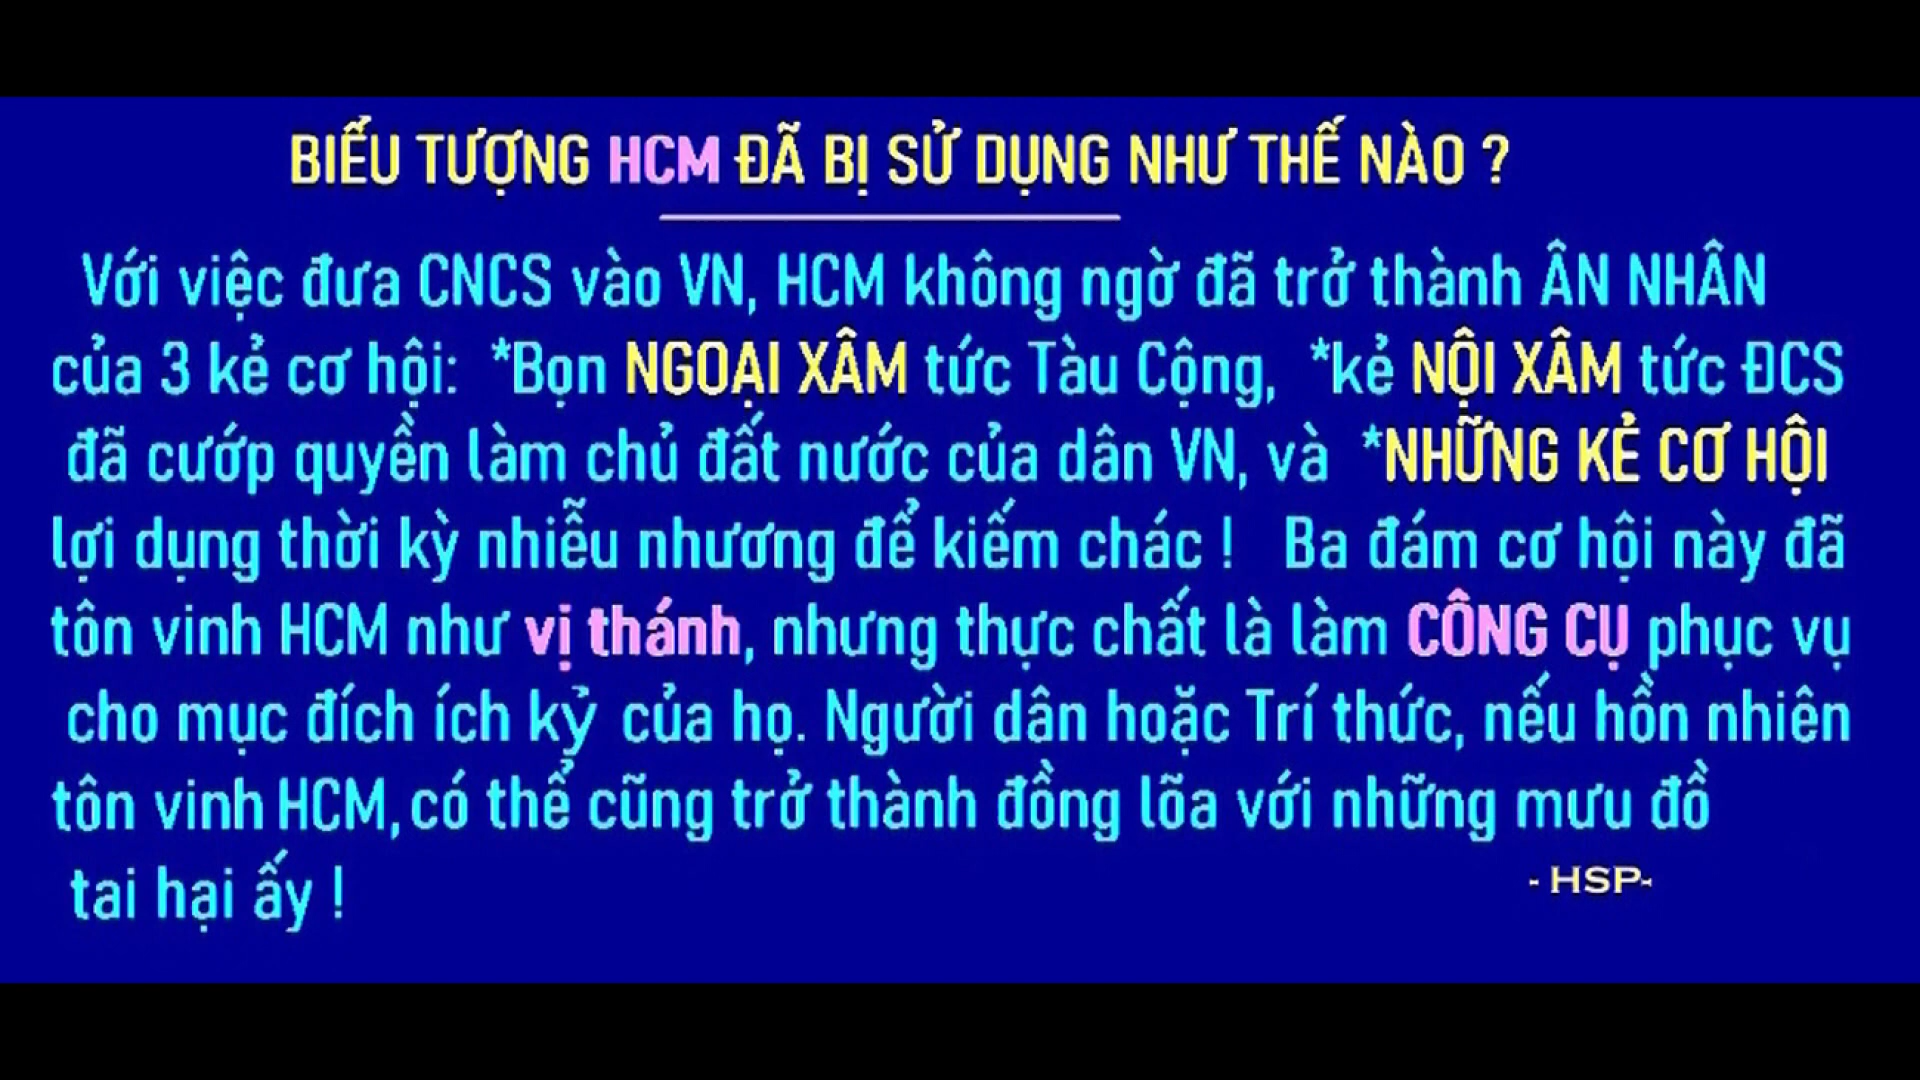 BIỂU TƯỢNG HCM ĐÃ BỊ SỬ DỤNG NHƯ THẾ NÀO ?
Với việc đưa CNCS vào VN, HCM không ngờ đã trở thành ÂN NHÂN
của 3 kẻ cơ hội: *Bọn NGOẠI XÂM tức Tàu Cộng, *kẻ NỘI XÂM tức ĐCS
đã cướp quyền làm chủ đất nước của dân VN, và *NHỮNG KẺ CƠ HỘI
lợi dụng thời kỳ nhiễu nhương để kiếm chác ! Ba đám cơ hội này đã
tôn vinh HCM như vị thánh, nhưng thực chất là làm CÔNG CỤ phục vụ
cho mục đích ích kỷ của họ. Người dân hoặc Trí thức, nếu hồn nhiên
tôn vinh HCM, có thể cũng trở thành đồng lõa với những mưu đồ
tai hại ấy !
- HSP-